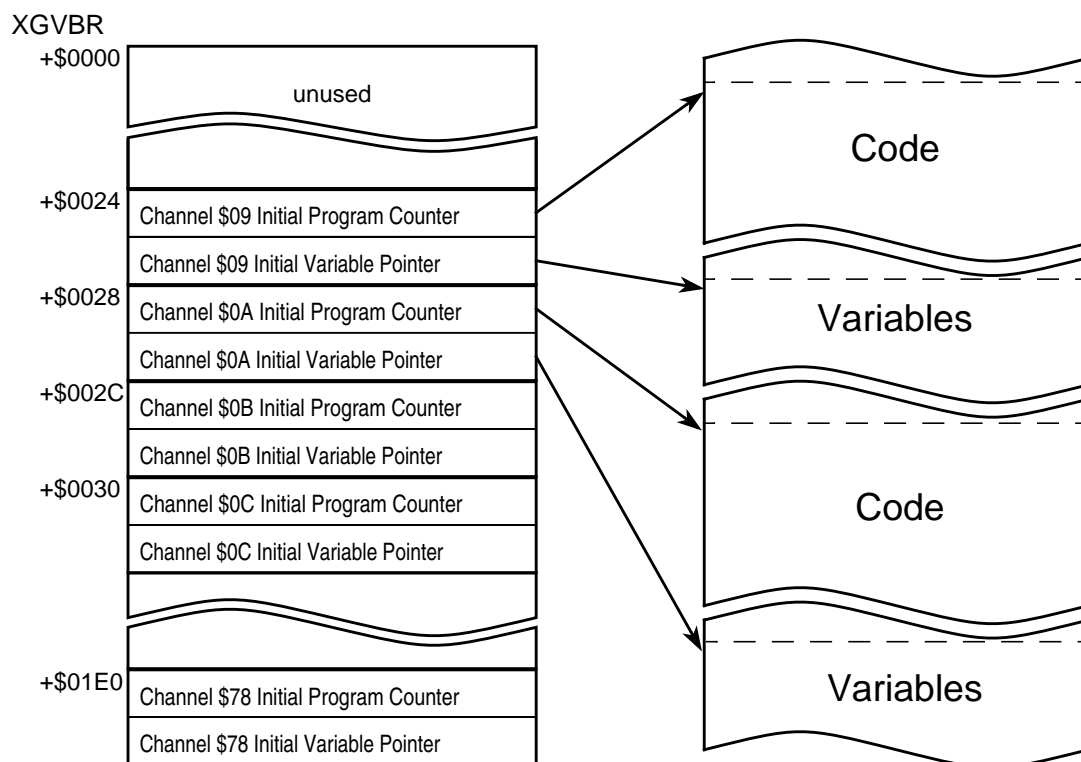 XGVBR
+$0000
unused
+$0024
Channel $09 Initial Program Counter
Channel $09 Initial Variable Pointer
+$0028
Channel $0A Initial Program Counter
Channel $0A Initial Variable Pointer
+$002C
Channel $0B Initial Program Counter
Channel $0B Initial Variable Pointer
+$0030
Channel $0C Initial Program Counter
Channel $0C Initial Variable Pointer
+$01E0
Channel $78 Initial Program Counter
Channel $78 Initial Variable Pointer
Code
Variables
Code
Variables